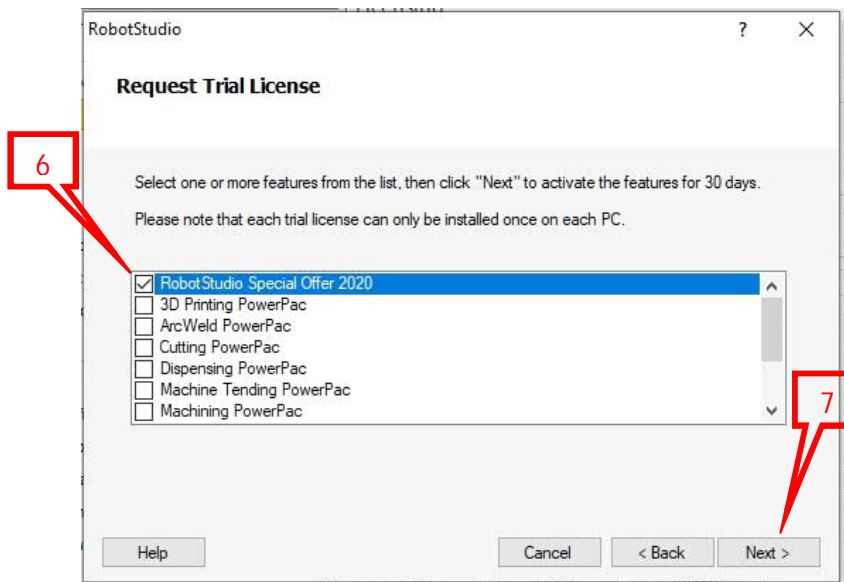 RobotStudio
?
Request Trial License
6
Select one or more features from the list, then click "Next" to activate the features for 30 days.
Please note that each trial license can only be installed once on each PC.
RobotStudio Special Offer 2020
3D Printing PowerPac
ArcWeld PowerPac
Cutting PowerPac
Dispensing PowerPac
Machine Tending PowerPac
Machining PowerPac
7
Help
Cancel
< Back
Next >